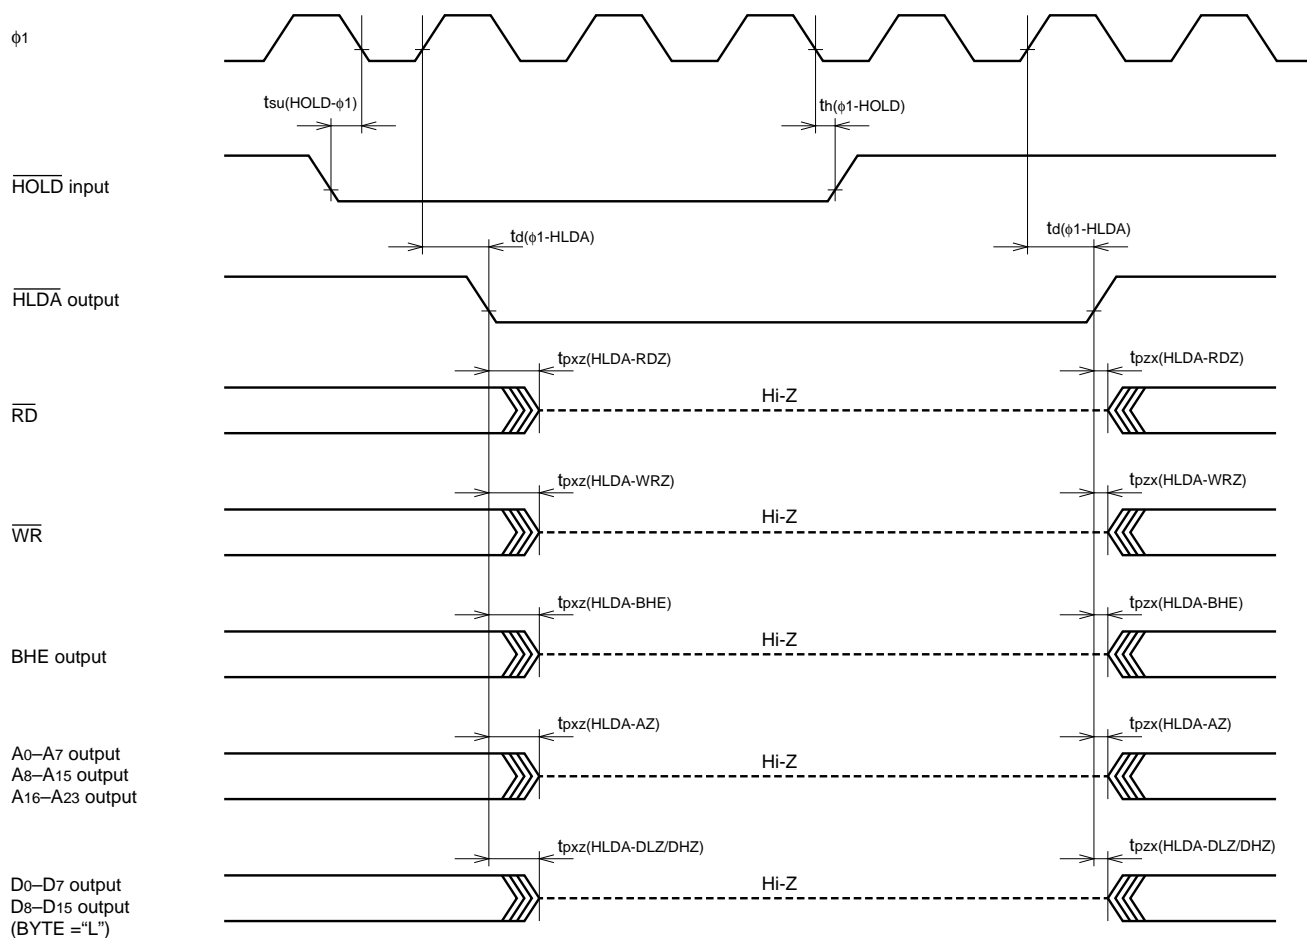 ϕ1
tsu(HOLD-ϕ1)
th(ϕ1-HOLD)
HOLD input
td(ϕ1-HLDA)
td(ϕ1-HLDA)
HLDA output
tpxz(HLDA-RDZ)
tpzx(HLDA-RDZ)
Hi-Z
RD
tpxz(HLDA-WRZ)
tpzx(HLDA-WRZ)
Hi-Z
WR
tpxz(HLDA-BHE)
tpzx(HLDA-BHE)
Hi-Z
BHE output
tpxz(HLDA-AZ)
tpzx(HLDA-AZ)
A0–A7 output
Hi-Z
A8–A15 output
A16–A23 output
tpxz(HLDA-DLZ/DHZ)
tpzx(HLDA-DLZ/DHZ)
D0–D7 output
Hi-Z
D8–D15 output
(BYTE =“L”)